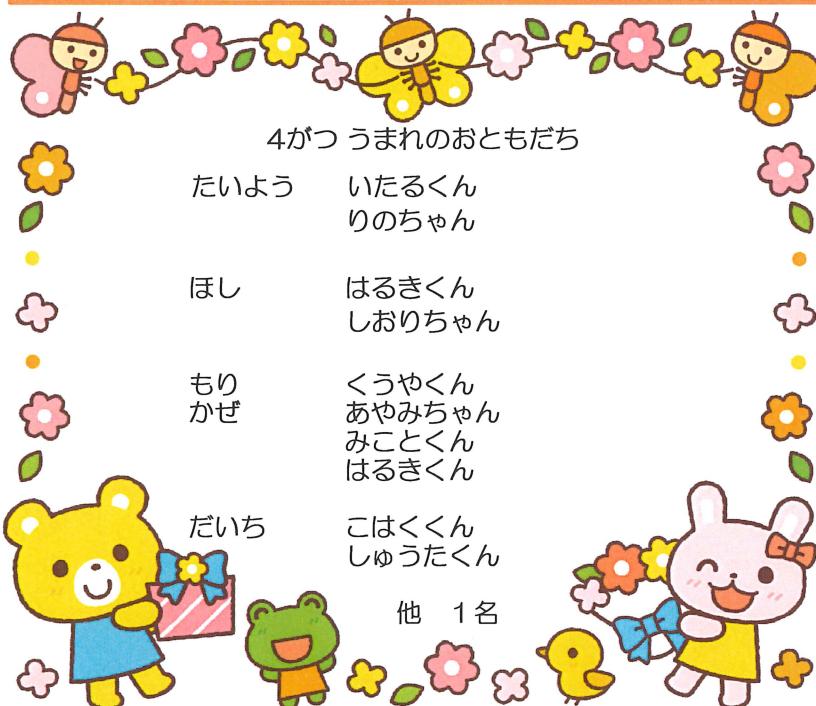 4がつ うまれのおともだち
たいよう いたるくん
りのちゃん
ほし はるきくん
しおりちゃん
もり くうやくん
かぜ あやみちゃん
みことくん
はるきくん
だいち こはくくん
しゅうたくん
他 1名